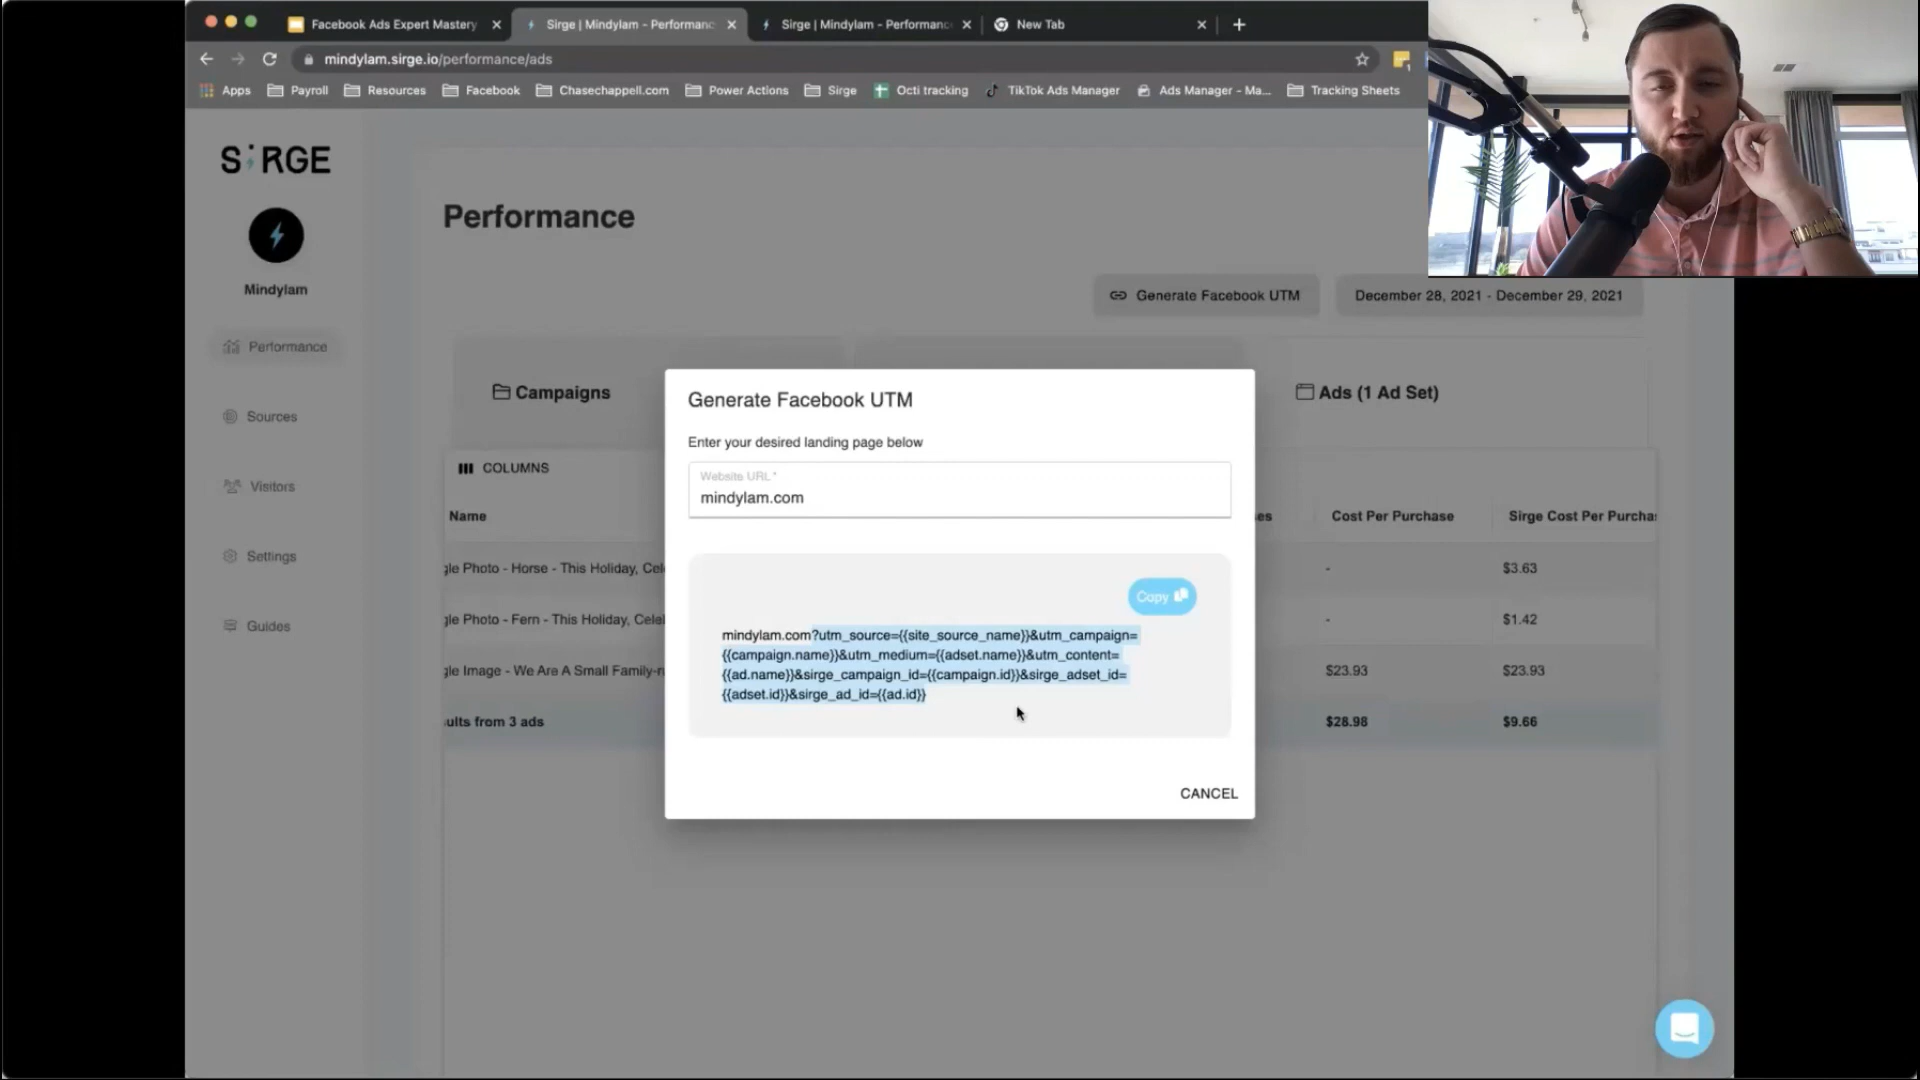 Facebook Ads Expert Mastery
Sirge | Mindylam - Performanc
Sirge | Mindylam - Performanc
New Tab
mindylam.sirge.io/performance/ads
Apps
Payroll
Resources
Facebook
Chasechappell.com
Power Actions
Sirge
Octi tracking
TikTok Ads Manager
Ads Manager - Ma...
Tracking Sheets
SIRGE
Mindylam
Performance
Sources
Visitors
Settings
Guides
Performance
Generate Facebook UTM
December 28, 2021 - December 29, 2021
Campaigns
Ads (1 Ad Set)
COLUMNS
Name
es
Cost Per Purchase
Sirge Cost Per Purchas
gle Photo - Horse - This Holiday, Cel
-
$3.63
gle Photo - Fern - This Holiday, Celel
-
$1.42
gle Image - We Are A Small Family-ru
$23.93
$23.93
ults from 3 ads
$28.98
$9.66
Generate Facebook UTM
Enter your desired landing page below
Website URL*
mindylam.com
Copy
mindylam.com?utm_source={{site_source_name}}&utm_campaign=
{{campaign.name}}&utm_medium={{adset.name}}&utm_content=
{{ad.name}}&sirge_campaign_id={{campaign.id}}&sirge_adset_id=
{{adset.id}}&sirge_ad_id={{ad.id}}
CANCEL